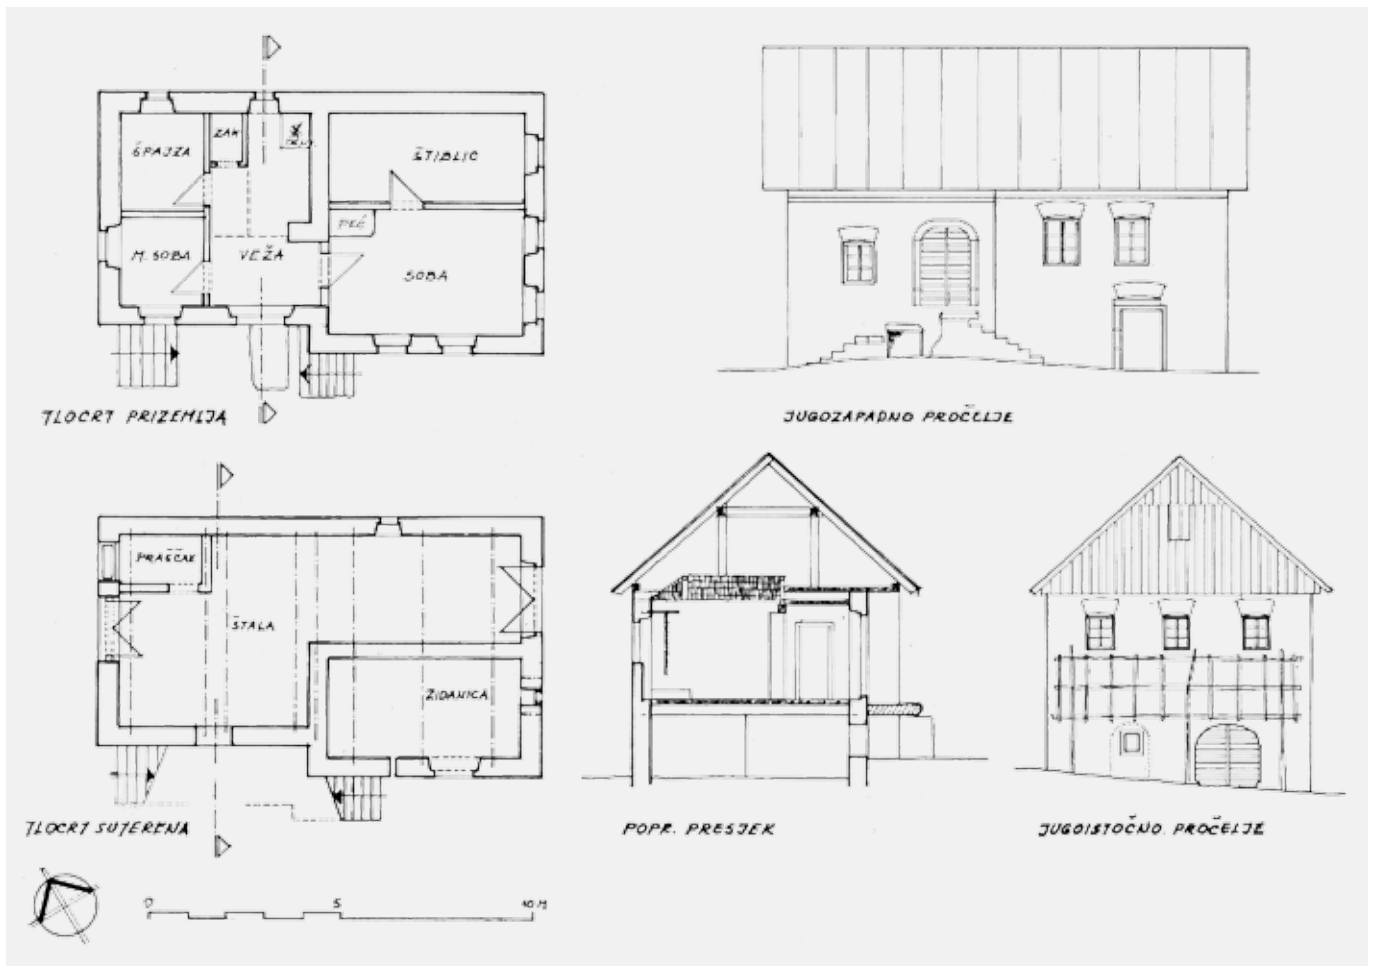 ŠPAJZA
ZAH
ŠTIBLIC
PEĆ
M. SOBA
VEŽA
SOBA
TLOCRT PRIZEMLJA
JUGOZAPADNO PROČELJE
PRAŠČAK
ŠTALA
ZIDANICA
TLOCRT SUTERENA
POPR. PRESJEK
JUGOISTOČNO PROČELJE
0 5 10 M